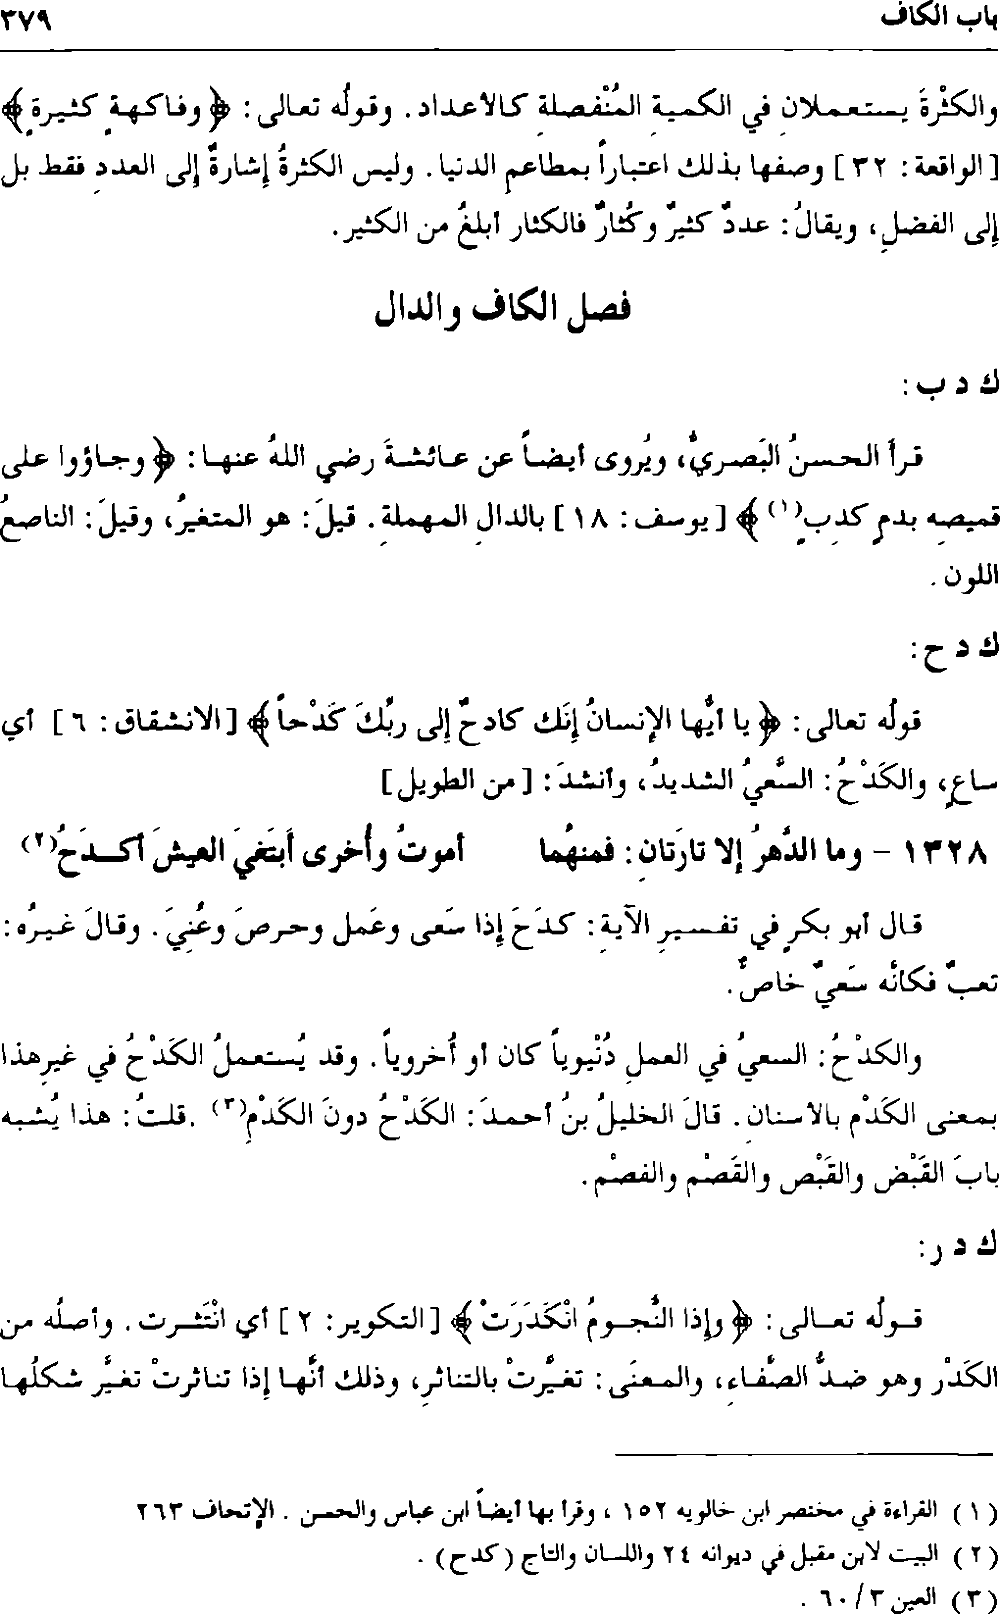 باب الكاف ٣٧٩
والكثْرةَ يستعملان في الكمية المُنْفصلة كالأعداد. وقولُه تعالى: ﴿وفاكهةٍ كثيرةٍ﴾
[الواقعة: ٣٢] وصفها بذلك اعتباراً بمطاعمِ الدنيا. وليس الكثرةُ إشارةٌ إلى العددِ فقط بل
إلى الفضلِ، ويقالُ: عددٌ كثيرٌ وكُثارٌ فالكثار أبلغُ من الكثير.
فصل الكاف والدال
ك د ب:
قرأَ الحسنُ البَصريُّ، ويُروى أيضاً عن عائشةَ رضي اللهُ عنها: ﴿وجاؤوا على
قميصِه بدمٍ كدبٍ(١)﴾ [يوسف: ١٨] بالدالِ المهملةِ. قيلَ: هو المتغيرُ، وقيلَ: الناصعُ
اللون.
ك د ح:
قولُه تعالى: ﴿يا أيُّها الإنسانُ إنَك كادحٌ إلى ربِّكَ كَدْحاً﴾ [الانشقاق: ٦] أي
ساعٍ، والكَدْحُ: السَّعيُ الشديدُ، وأنشدَ: [من الطويل]
١٣٢٨ - وما الدَّهرُ إلا تارَتانِ: فمنهُما أموتُ وأُخرى أَبتَغيَ العيشَ أكدَحُ(٢)
قال أبو بكرٍ في تفسيرِ الآيةِ: كدَحَ إذا سَعى وعَمل وحرصَ وعُنِيَ. وقالَ غيرُه:
تعبٌ فكأنَّه سَعيٌ خاصٌّ.
والكدْحُ: السعيُ في العملِ دُنْيوياً كان أو أُخروياً. وقد يُستعملُ الكَدْحُ في غيرِهذا
بمعنى الكَدْمِ بالأسنانِ. قالَ الخليلُ بنُ أحمدَ: الكَدْحُ دونَ الكَدْمِ(٣). قلتُ: هذا يُشبه
بابَ القَبْض والقَبْص والقَصْم والفصْم.
ك د ر:
قولُه تعالى: ﴿وإذا النُّجومُ انْكَدَرَتْ﴾ [التكوير: ٢] أي انْتَثرت. وأصلُه من
الكَدْر وهو ضدُّ الصَّفاءِ، والمعنَى: تغيَّرتْ بالتناثرِ، وذلك أنَّها إذا تناثرتْ تغيَّر شكلُها
(١) القراءة في مختصر ابن خالويه ١٥٢ ، وقرأ بها أيضاً ابن عباس والحسن . الإتحاف ٢٦٣
(٢) البيت لابن مقبل في ديوانه ٢٤ واللسان والتاج (كدح) .
(٣) العين ٣/ ٦٠ .